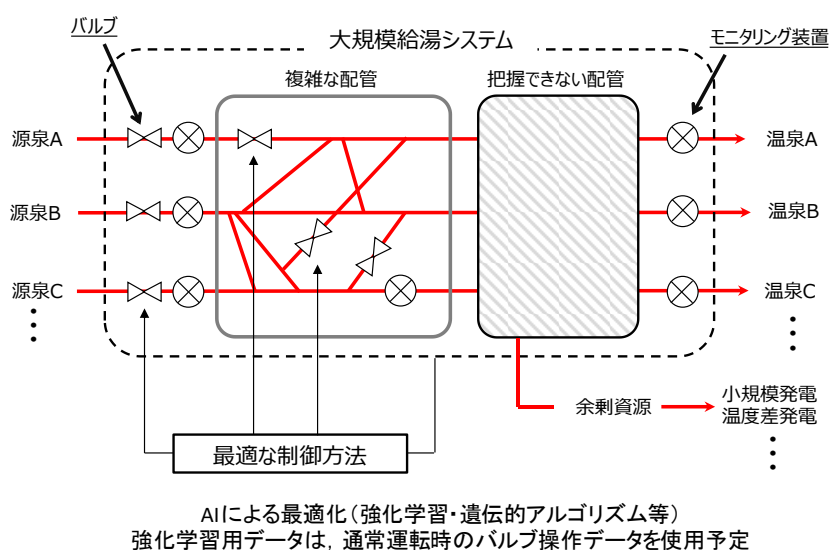 バルブ
大規模給湯システム
モニタリング装置
複雑な配管
把握できない配管
源泉A
温泉A
源泉B
温泉B
源泉C
温泉C
余剰資源
小規模発電
温度差発電
最適な制御方法
AIによる最適化（強化学習・遺伝的アルゴリズム等）
強化学習用データは，通常運転時のバルブ操作データを使用予定